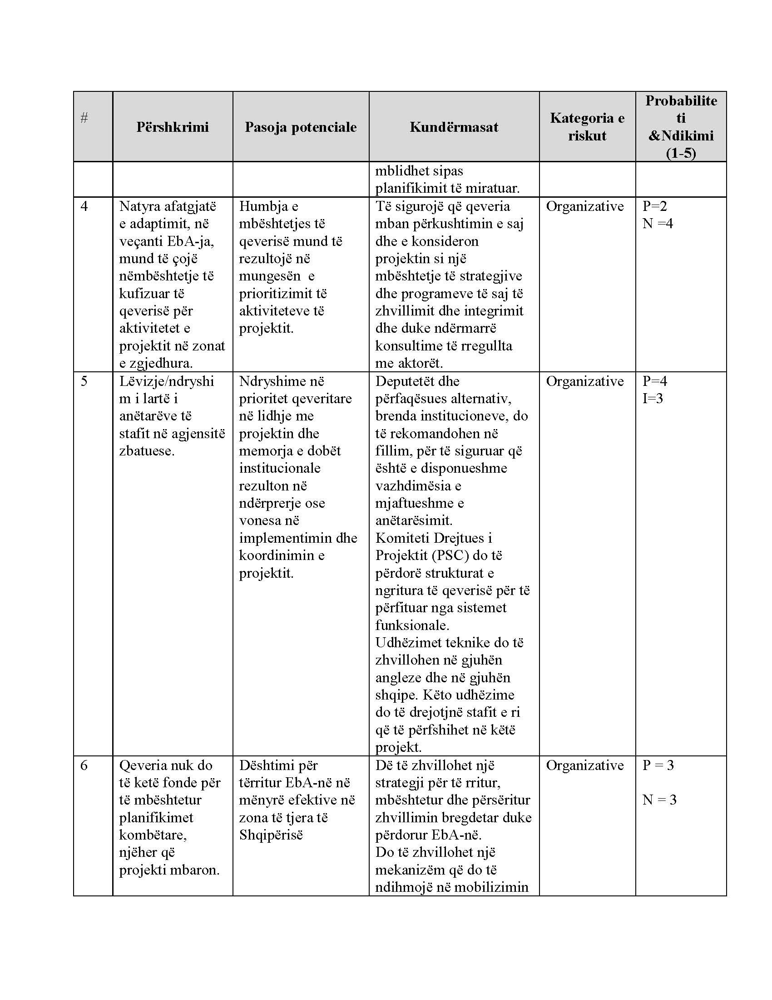 #
Përshkrimi
Pasoja potenciale
Kundërmasat
Kategoria e
riskut
Probabilite
ti
&Ndikimi
(1-5)
mblidhet sipas
planifikimit të miratuar.
4
Natyra afatgjatë
e adaptimit, në
veçanti EbA-ja,
mund të çojë
nëmbështetje të
kufizuar të
qeverisë për
aktivitetet e
projektit në zonat
e zgjedhura.
Humbja e
mbështetjes të
qeverisë mund të
rezultojë në
mungesën e
prioritizimit të
aktiviteteve të
projektit.
Të sigurojë që qeveria
mban përkushtimin e saj
dhe e konsideron
projektin si një
mbështetje të strategjive
dhe programeve të saj të
zhvillimit dhe integrimit
dhe duke ndërmarrë
konsultime të rregullta
me aktorët.
Organizative
P=2
N =4
5
Lëvizje/ndryshi
m i lartë i
anëtarëve të
stafit në agjensitë
zbatuese.
Ndryshime në
prioritet qeveritare
në lidhje me
projektin dhe
memorja e dobët
institucionale
rezulton në
ndërprerje ose
vonesa në
implementimin dhe
koordinimin e
projektit.
Deputetët dhe
përfaqësues alternativ,
brenda institucioneve, do
të rekomandohen në
fillim, për të siguruar që
është e disponueshme
vazhdimësia e
mjaftueshme e
anëtarësimit.
Komiteti Drejtues i
Projektit (PSC) do të
përdorë strukturat e
ngritura të qeverisë për të
përfituar nga sistemet
funksionale.
Udhëzimet teknike do të
zhvillohen në gjuhën
angleze dhe në gjuhën
shqipe. Këto udhëzime
do të drejotjnë stafit e ri
që të përfshihet në këtë
projekt.
Organizative
P=4
I=3
6
Qeveria nuk do
të ketë fonde për
të mbështetur
planifikimet
kombëtare,
njëher që
projekti mbaron.
Dështimi për
tërritur EbA-në në
mënyrë efektive në
zona të tjera të
Shqipërisë
Dë të zhvillohet një
strategji për të rritur,
mbështetur dhe përsëritur
zhvillimin bregdetar duke
përdorur EbA-në.
Do të zhvillohet një
mekanizëm që do të
ndihmojë në mobilizimin
Organizative
P = 3
N = 3